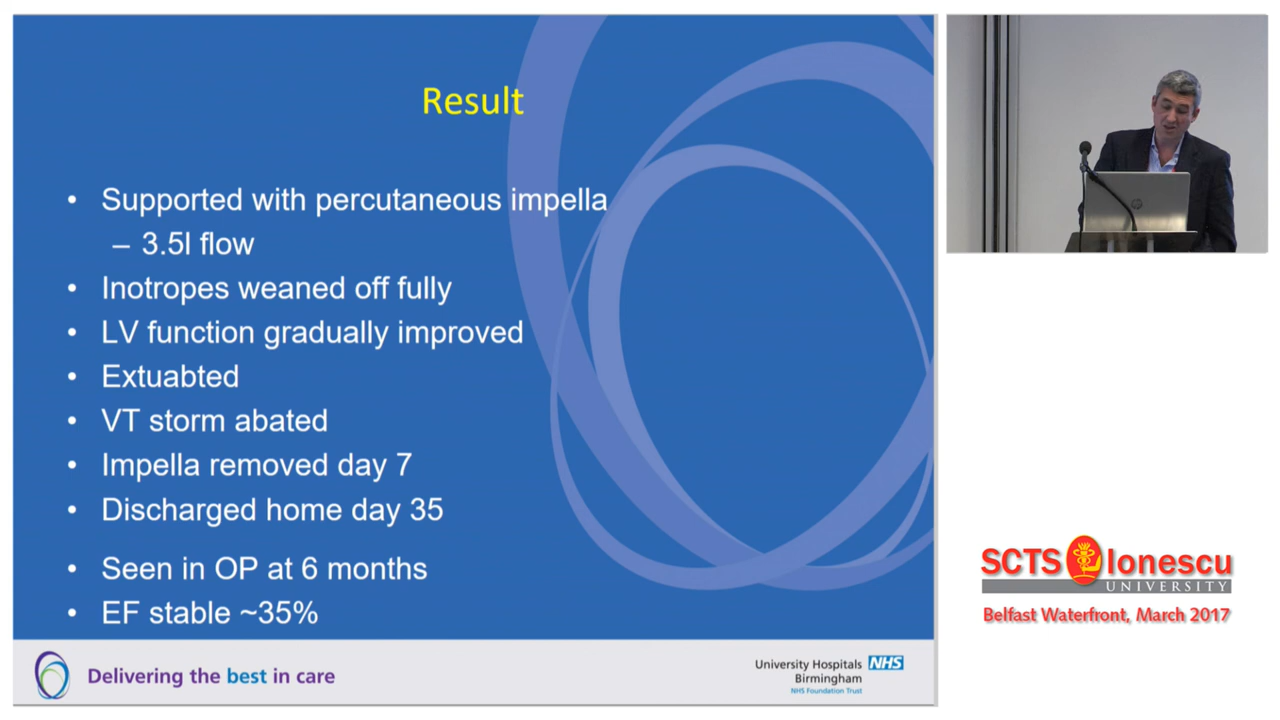 Result
• Supported with percutaneous impella
– 3.5l flow
• Inotropes weaned off fully
• LV function gradually improved
• Extuabted
• VT storm abated
• Impella removed day 7
• Discharged home day 35
• Seen in OP at 6 months
• EF stable ~35%
Delivering the best in care
University Hospitals NHS
Birmingham
NHS Foundation Trust
SCTS Ionescu
UNIVERSITY
Belfast Waterfront, March 2017